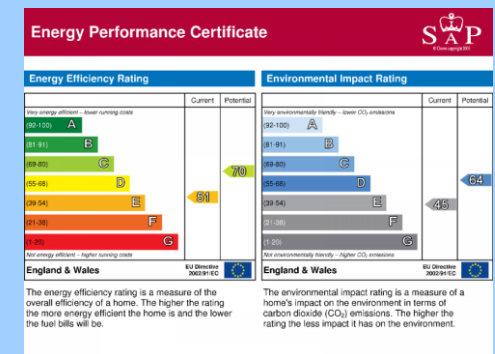 Energy Performance Certificate
SAP
© Crown copyright 2011
Energy Efficiency Rating
Current Potential
Very energy efficient – lower running costs
(92-100) A
(81-91) B
(69-80) C
70
(55-68) D
(39-54) E
51
(21-38) F
(1-20) G
Not energy efficient – higher running costs
England & Wales
EU Directive
2002/91/EC
The energy efficiency rating is a measure of the
overall efficiency of a home. The higher the rating
the more energy efficient the home is and the lower
the fuel bills will be.
Environmental Impact Rating
Current Potential
Very environmentally friendly – lower CO₂ emissions
(92-100) A
(81-91) B
(69-80) C
(55-68) D
64
(39-54) E
45
(21-38) F
(1-20) G
Not environmentally friendly – higher CO₂ emissions
England & Wales
EU Directive
2002/91/EC
The environmental impact rating is a measure of a
home's impact on the environment in terms of
carbon dioxide (CO₂) emissions. The higher the
rating the less impact it has on the environment.